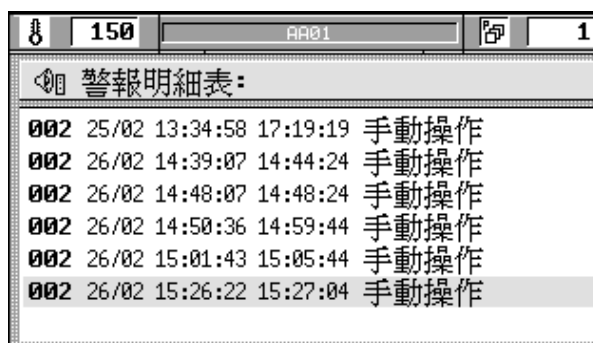 150 AA01 1
警報明細表:
002 25/02 13:34:58 17:19:19 手動操作
002 26/02 14:39:07 14:44:24 手動操作
002 26/02 14:48:07 14:48:24 手動操作
002 26/02 14:50:36 14:59:44 手動操作
002 26/02 15:01:43 15:05:44 手動操作
002 26/02 15:26:22 15:27:04 手動操作